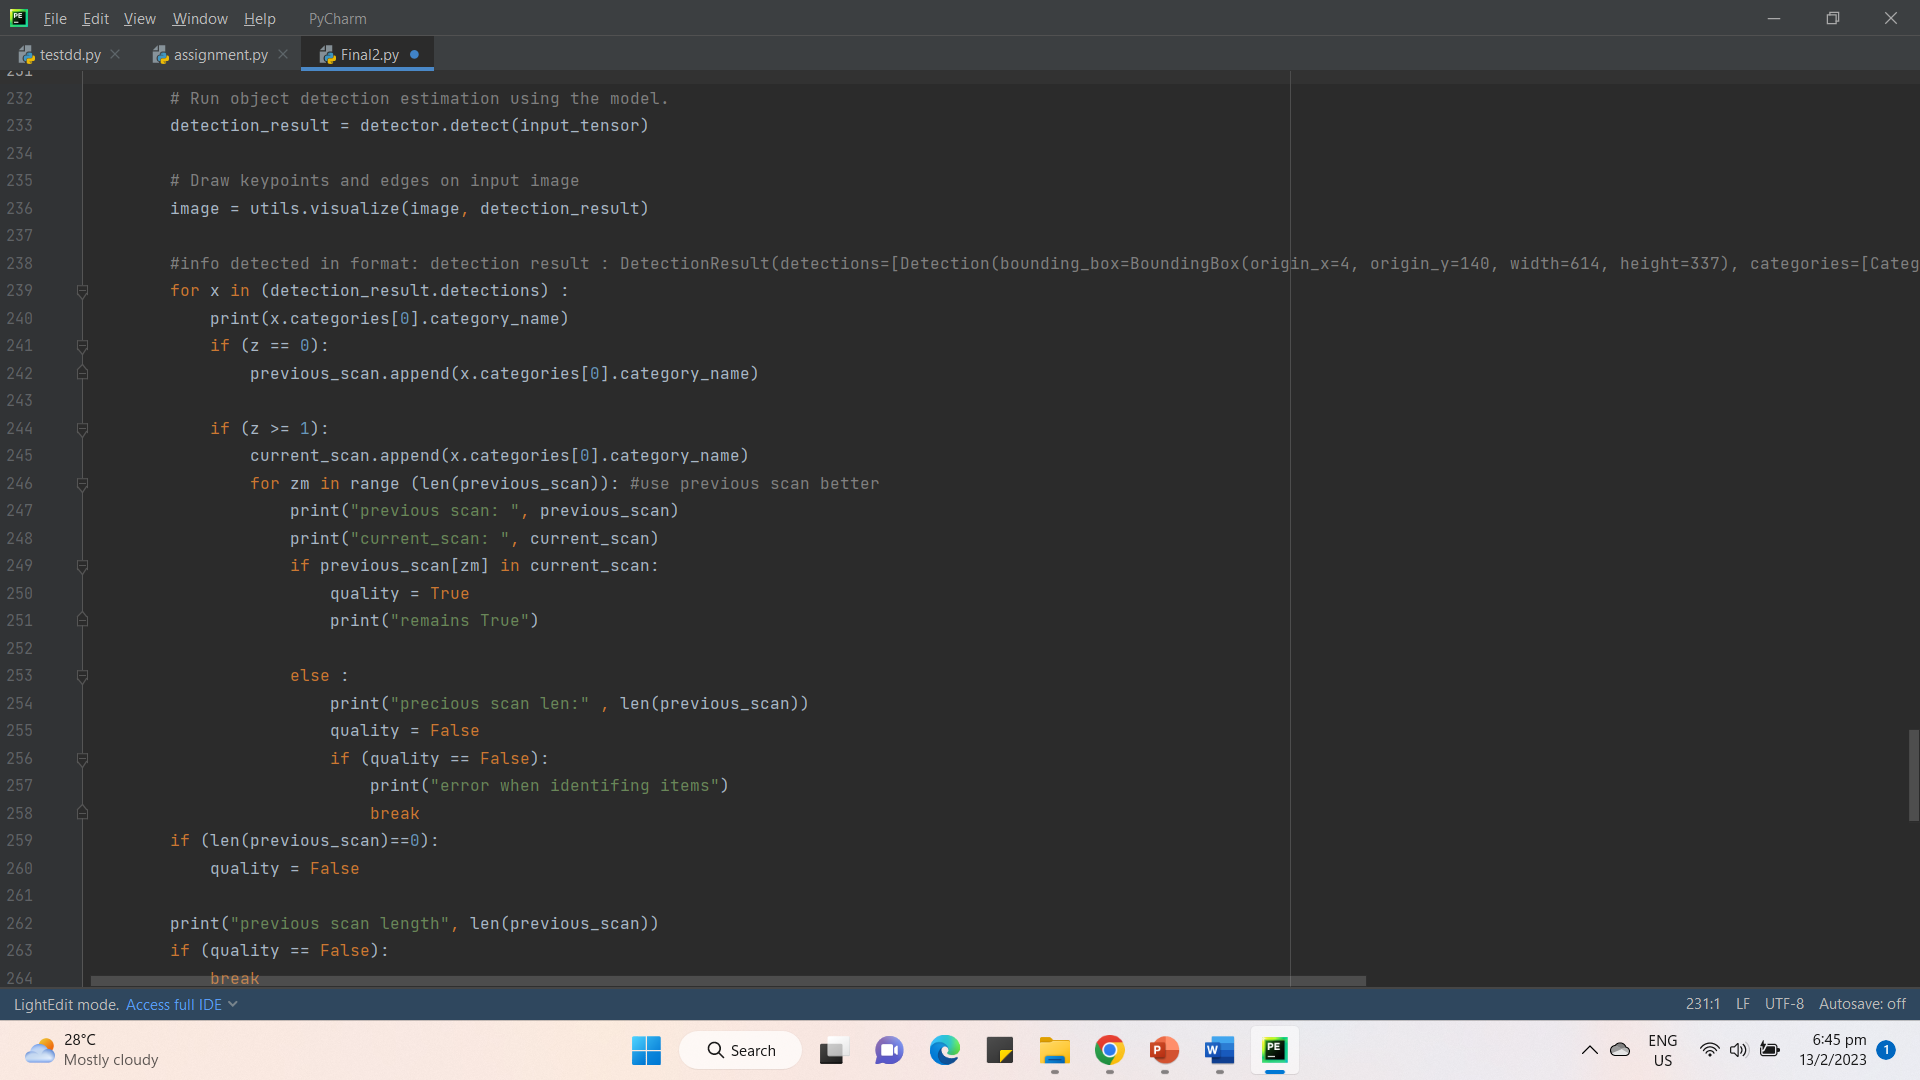 File Edit View Window Help PyCharm
testdd.py assignment.py Final2.py
231
232 # Run object detection estimation using the model.
233 detection_result = detector.detect(input_tensor)
234
235 # Draw keypoints and edges on input image
236 image = utils.visualize(image, detection_result)
237
238 #info detected in format: detection result : DetectionResult(detections=[Detection(bounding_box=BoundingBox(origin_x=4, origin_y=140, width=614, height=337), categories=[Categ
239 for x in (detection_result.detections) :
240 print(x.categories[0].category_name)
241 if (z == 0):
242 previous_scan.append(x.categories[0].category_name)
243
244 if (z >= 1):
245 current_scan.append(x.categories[0].category_name)
246 for zm in range (len(previous_scan)): #use previous scan better
247 print("previous scan: ", previous_scan)
248 print("current_scan: ", current_scan)
249 if previous_scan[zm] in current_scan:
250 quality = True
251 print("remains True")
252
253 else :
254 print("precious scan len:" , len(previous_scan))
255 quality = False
256 if (quality == False):
257 print("error when identifing items")
258 break
259 if (len(previous_scan)==0):
260 quality = False
261
262 print("previous scan length", len(previous_scan))
263 if (quality == False):
264 break
LightEdit mode. Access full IDE 231:1 LF UTF-8 Autosave: off
28°C
Mostly cloudy
Search
ENG
US
6:45 pm
13/2/2023
1